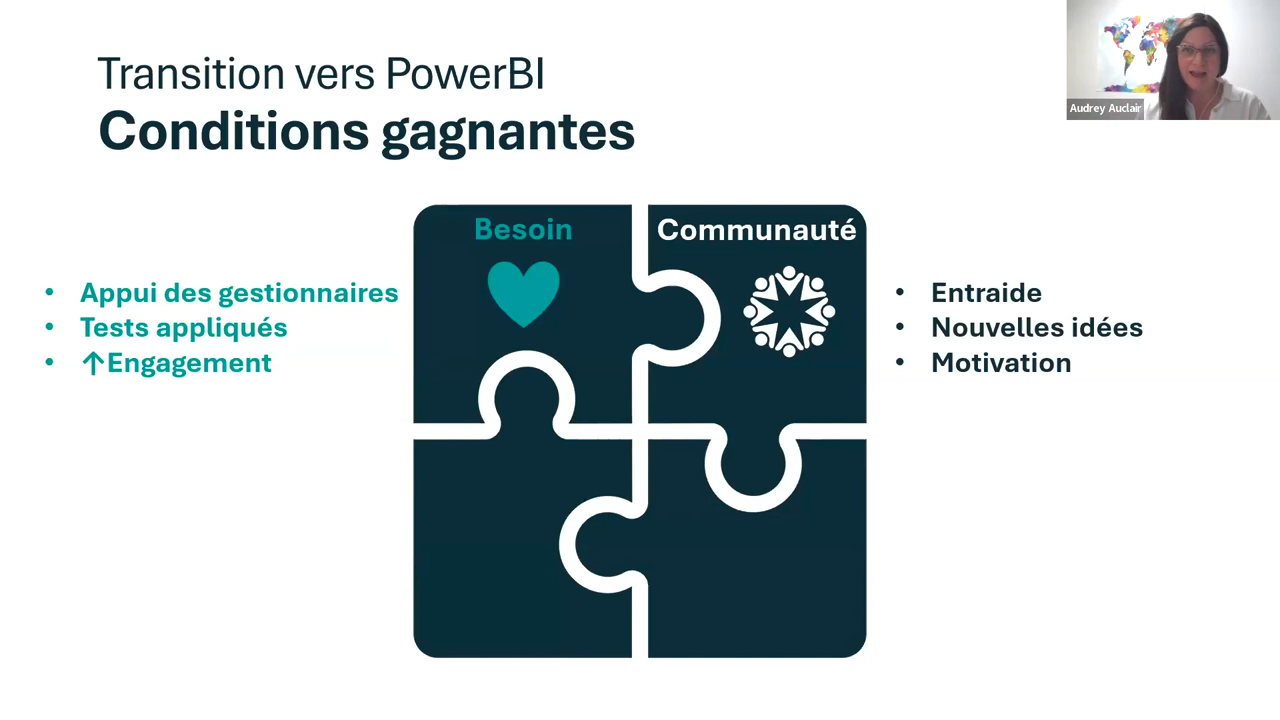 Transition vers PowerBI
Conditions gagnantes
Audrey Auclair
Besoin
Communauté
• Appui des gestionnaires
• Tests appliqués
• ↑Engagement
• Entraide
• Nouvelles idées
• Motivation